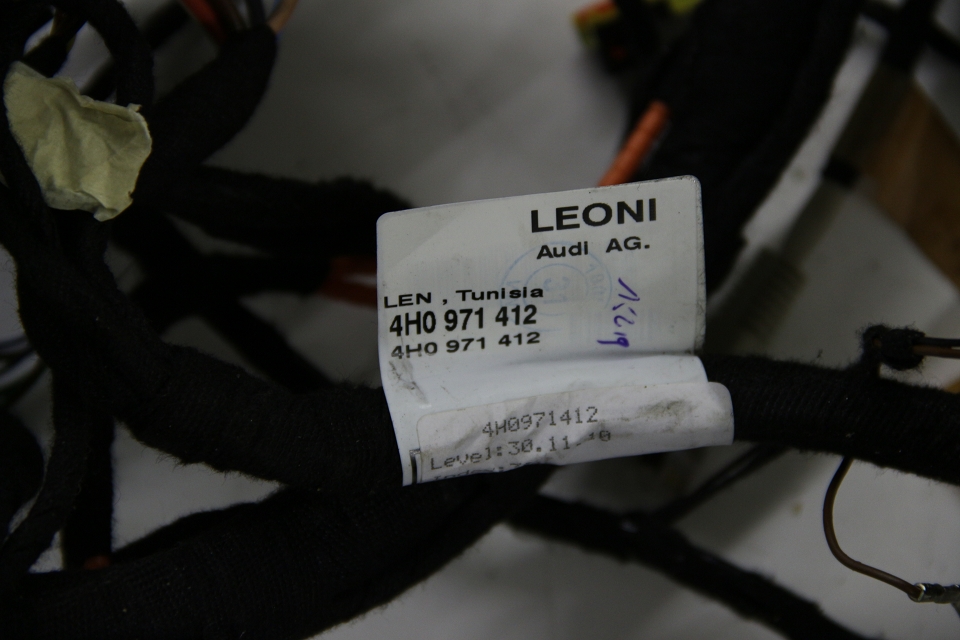 LEONI
Audi AG.
LEN , Tunisia
4H0 971 412
4H0 971 412
4H0971412
Level:30.11.10